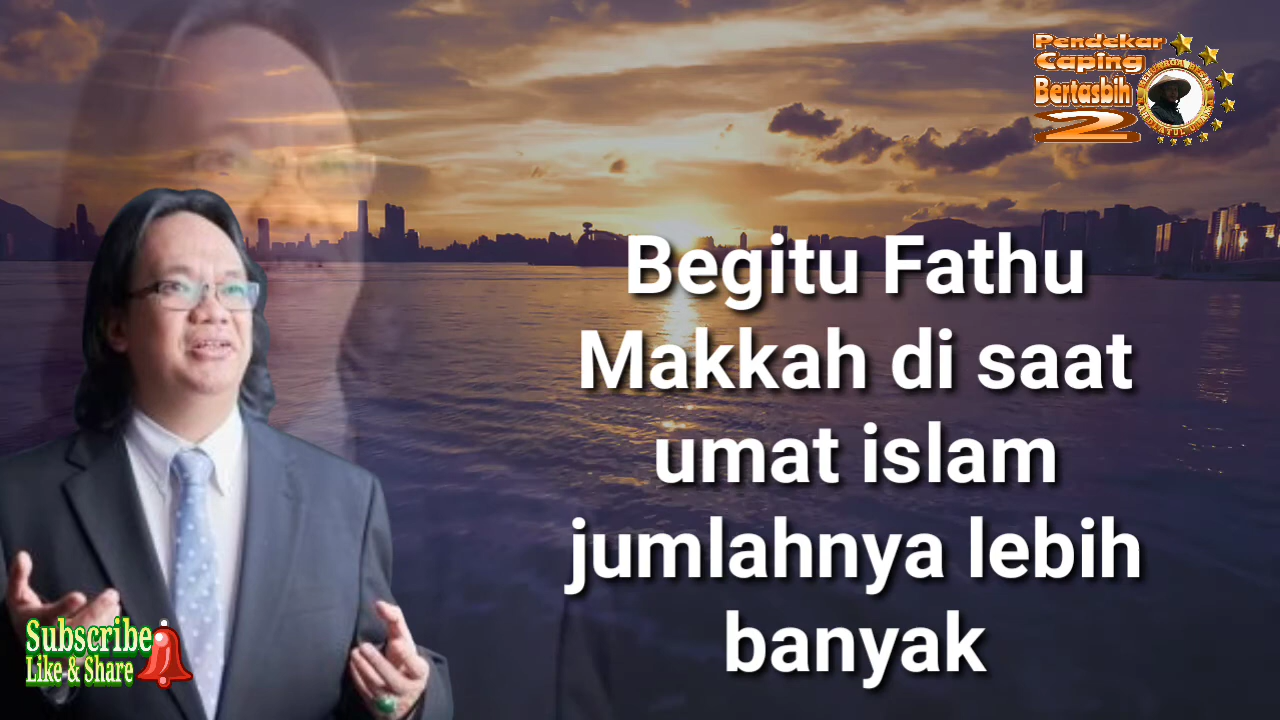 Pendekar
Caping
Bertasbih
2
Begitu Fathu
Makkah di saat
umat islam
jumlahnya lebih
banyak
Subscribe
Like & Share